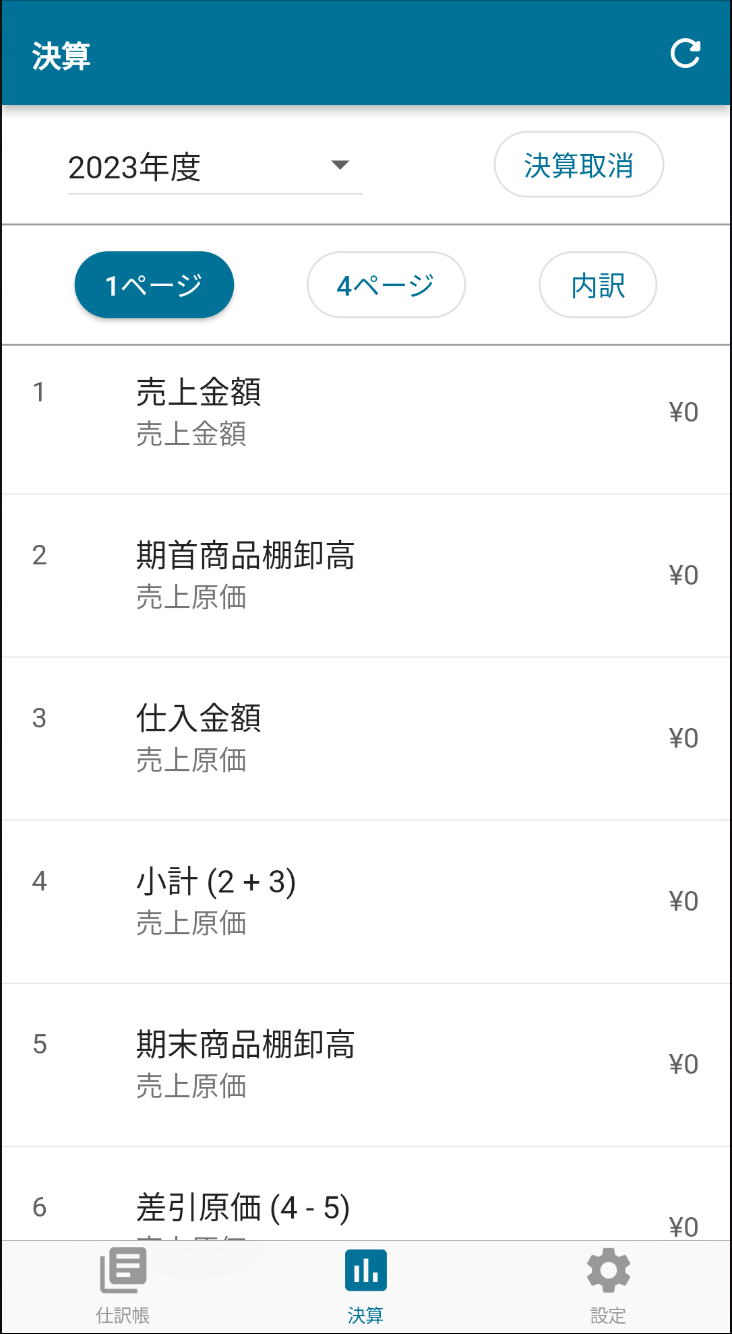 決算
2023年度
決算取消
1ページ
4ページ
内訳
1
売上金額
売上金額
¥0
2
期首商品棚卸高
売上原価
¥0
3
仕入金額
売上原価
¥0
4
小計 (2 + 3)
売上原価
¥0
5
期末商品棚卸高
売上原価
¥0
6
差引原価 (4 - 5)
¥0
仕訳帳
決算
設定